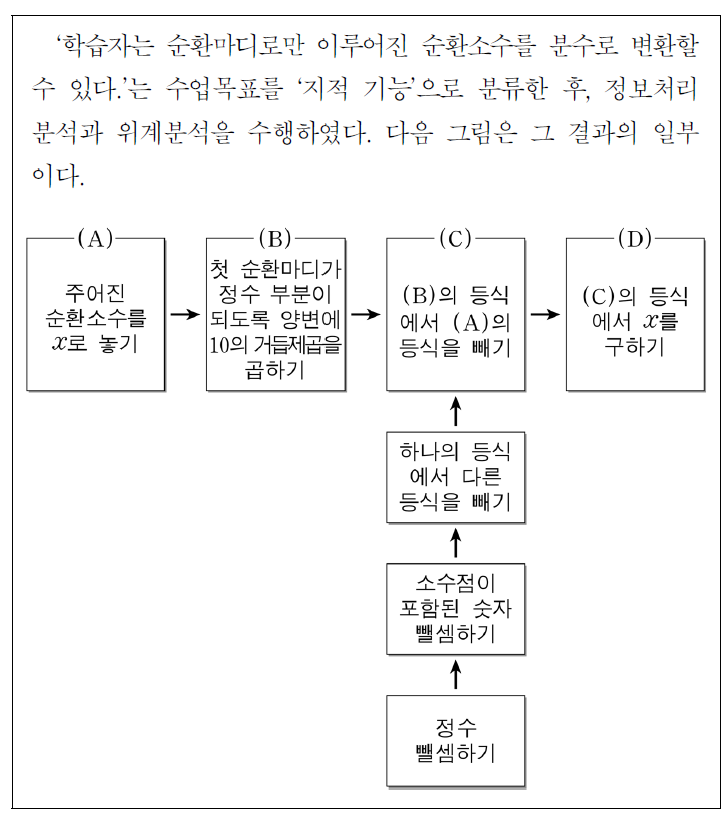 ‘학습자는 순환마디로만 이루어진 순환소수를 분수로 변환할
수 있다.’는 수업목표를 ‘지적 기능’으로 분류한 후, 정보처리
분석과 위계분석을 수행하였다. 다음 그림은 그 결과의 일부
이다.
(A)
주어진
순환소수를
x로 놓기
(B)
첫 순환마디가
정수 부분이
되도록 양변에
10의 거듭제곱을
곱하기
(C)
(B)의 등식
에서 (A)의
등식을 빼기
(D)
(C)의 등식
에서 x를
구하기
하나의 등식
에서 다른
등식을 빼기
소수점이
포함된 숫자
뺄셈하기
정수
뺄셈하기